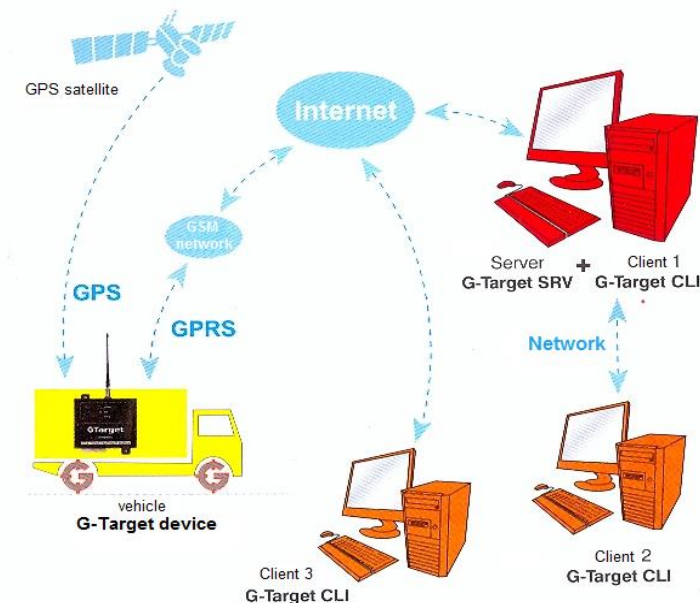 GPS satellite
Internet
GSM
network
GPS
GPRS
GTarget
G G
vehicle
G-Target device
Server + Client 1
G-Target SRV G-Target CLI
Network
Client 2
G-Target CLI
Client 3
G-Target CLI